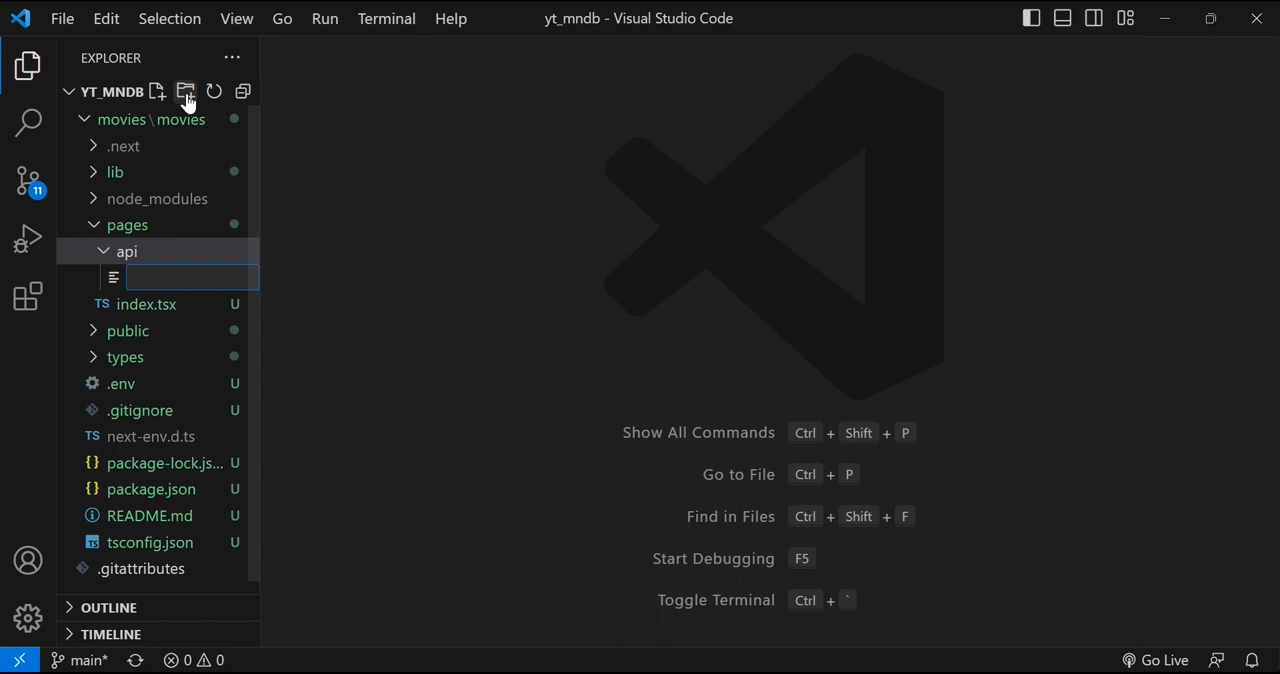 File Edit Selection View Go Run Terminal Help yt_mndb - Visual Studio Code
EXPLORER
YT_MNDB
movies\movies
.next
lib
node_modules
11
pages
api
TS index.tsx U
public
types
.env U
.gitignore U
TS next-env.d.ts
{} package-lock.js... U
{} package.json U
README.md U
TS tsconfig.json U
.gitattributes
OUTLINE
TIMELINE
Show All Commands Ctrl + Shift + P
Go to File Ctrl + P
Find in Files Ctrl + Shift + F
Start Debugging F5
Toggle Terminal Ctrl + `
main* 0 0 Go Live